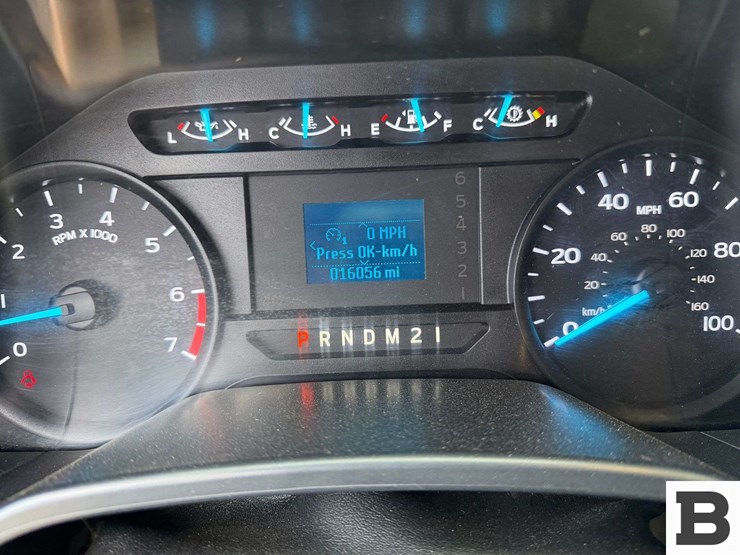 L H C H E F C H
0 1 2 3 4 5 6 7
RPM X 1000
6
5
4
3
2
1
1 0 MPH
Press OK-km/h
016056 mi
P R N D M 2 1
0 20 40 60 80 100
MPH
20 40 60 80 100 120 140 160
km/h
B